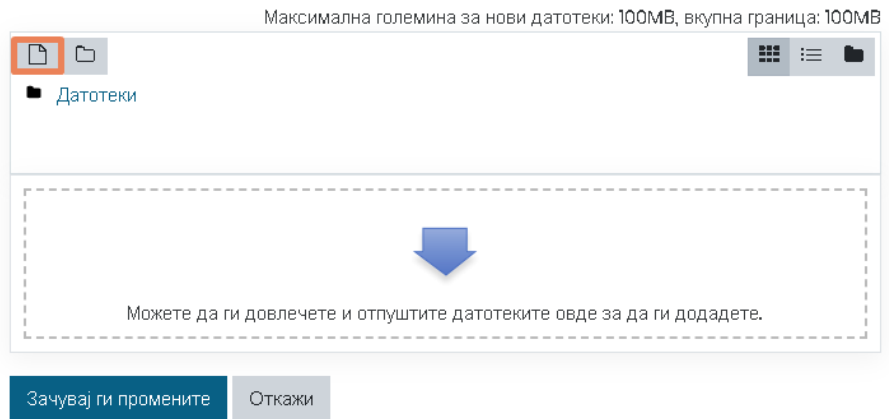 Максимална големина за нови датотеки: 100MB, вкупна граница: 100MB
Датотеки
Можете да ги довлечете и отпуштите датотеките овде за да ги додадете.
Зачувај ги промените
Откажи